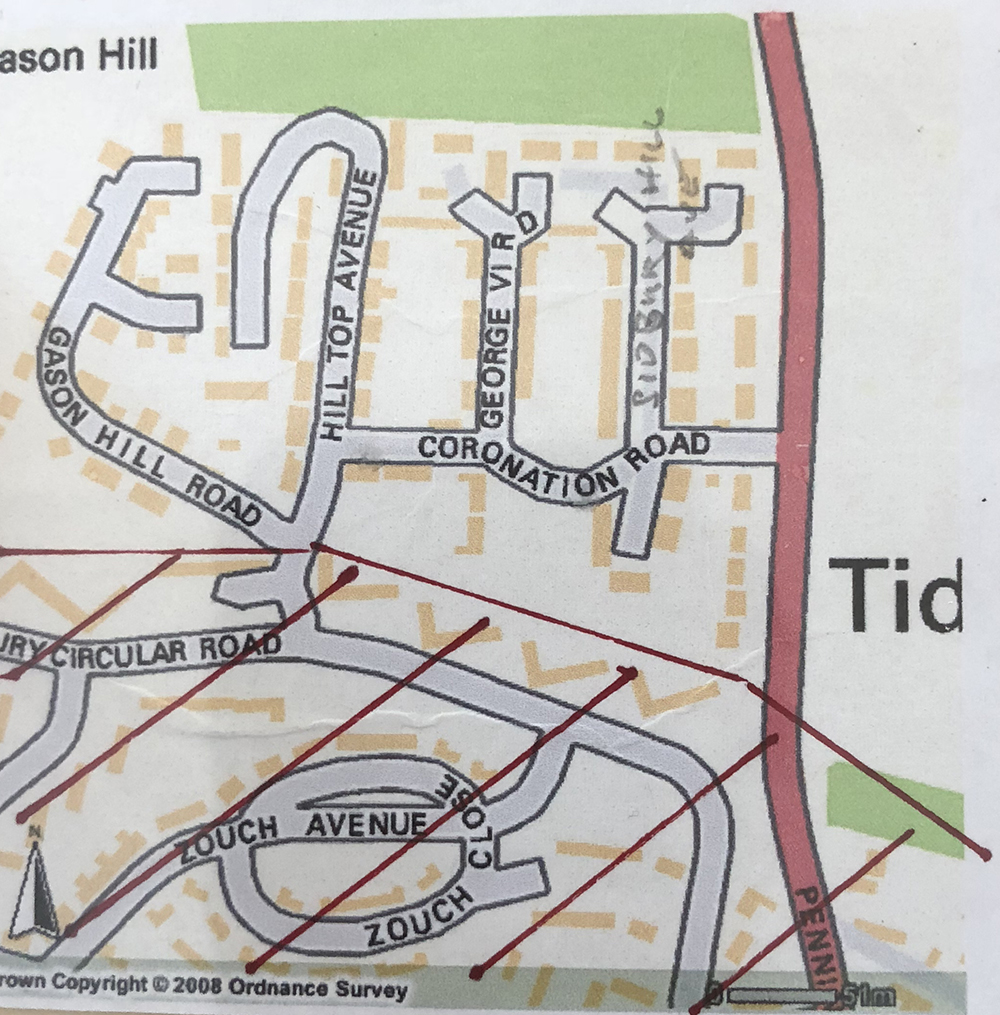 ason Hill
HILL TOP AVENUE
GEORGE VI RD
SIDBURY HILL
AVE
GASON HILL ROAD
CORONATION ROAD
Tid
URY CIRCULAR ROAD
ZOUCH AVENUE
ZOUCH CLOSE
PENNI
N
rown Copyright © 2008 Ordnance Survey
0 51m